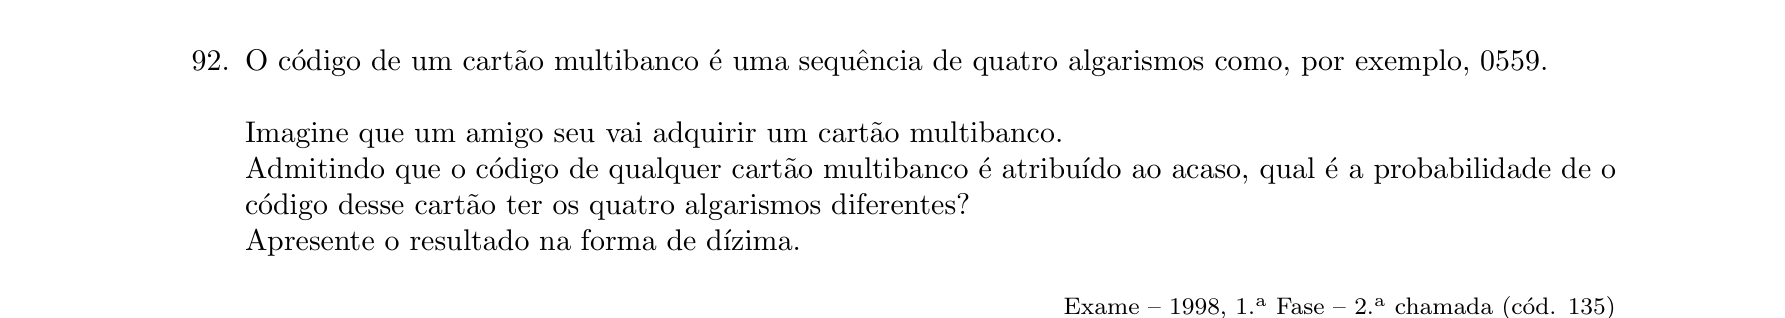 92. O código de um cartão multibanco é uma sequência de quatro algarismos como, por exemplo, 0559.
Imagine que um amigo seu vai adquirir um cartão multibanco.
Admitindo que o código de qualquer cartão multibanco é atribuído ao acaso, qual é a probabilidade de o
código desse cartão ter os quatro algarismos diferentes?
Apresente o resultado na forma de dízima.
Exame – 1998, 1.ª Fase – 2.ª chamada (cód. 135)